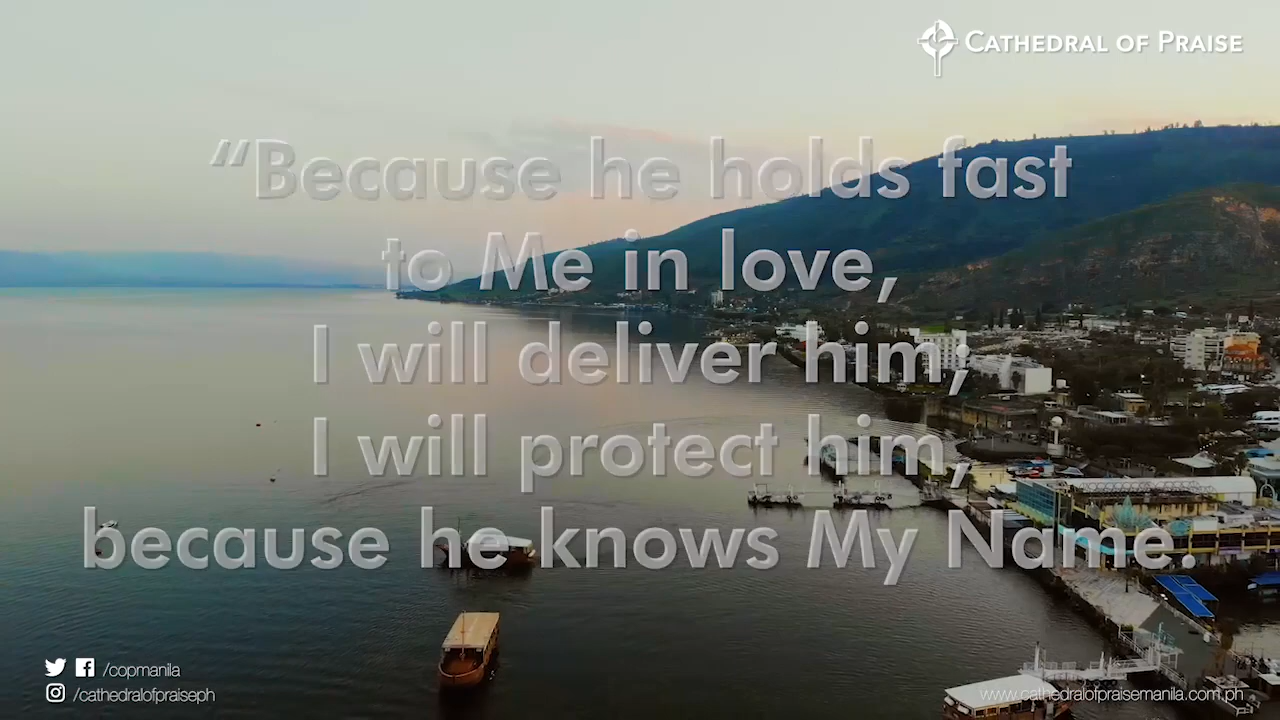 CATHEDRAL OF PRAISE
“Because he holds fast
to Me in love,
I will deliver him;
I will protect him,
because he knows My Name.
/copmanila
/cathedralofpraiseph
www.cathedralofpraisemanila.com.ph